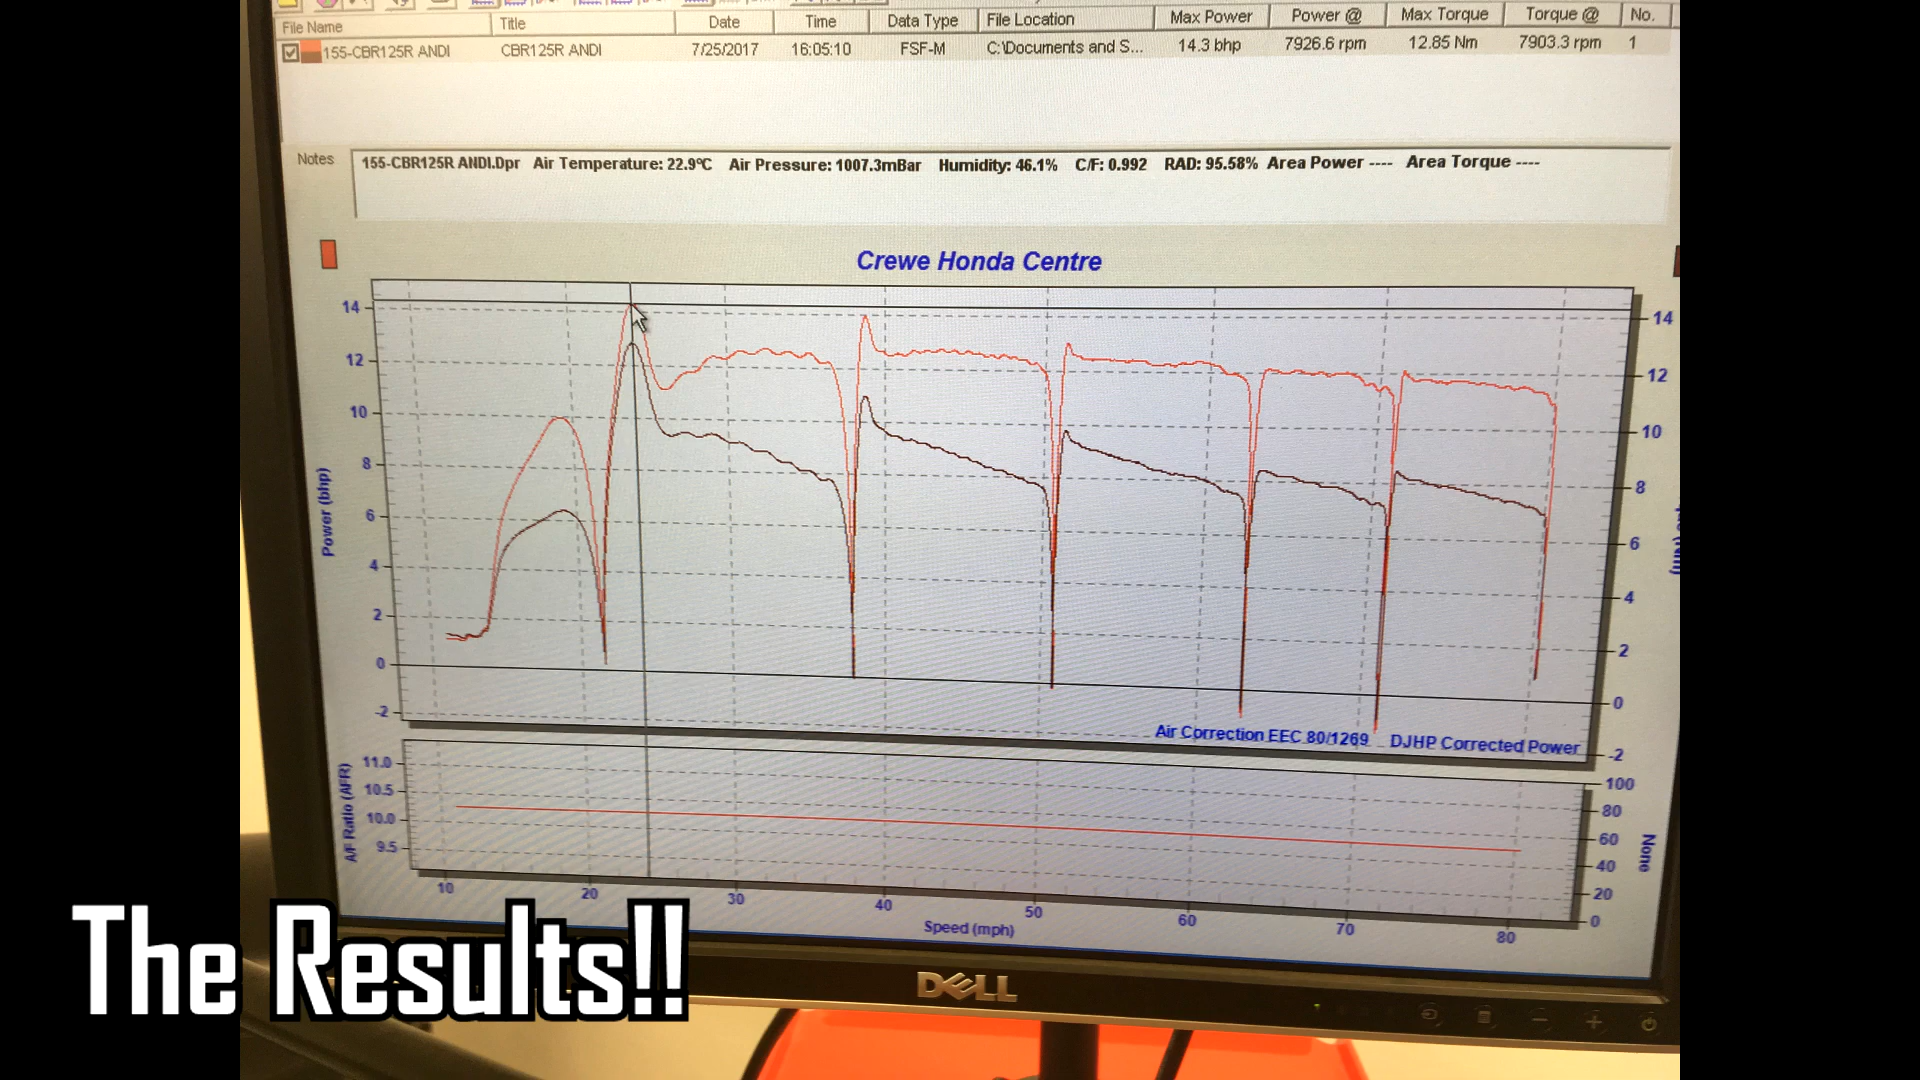 File Name Title Date Time Data Type File Location Max Power Power @ Max Torque Torque @ No.
155-CBR125R ANDI CBR125R ANDI 7/25/2017 16:05:10 FSF-M C:\Documents and S... 14.3 bhp 7926.6 rpm 12.85 Nm 7903.3 rpm 1
Notes
155-CBR125R ANDI.Dpr Air Temperature: 22.9ºC Air Pressure: 1007.3mBar Humidity: 46.1% C/F: 0.992 RAD: 95.58% Area Power ---- Area Torque ----
Crewe Honda Centre
Power (bhp)
14
12
10
8
6
4
2
0
-2
14
12
10
8
6
4
2
0
-2
Air Correction EEC 80/1269 DJHP Corrected Power
A/F Ratio (AFR)
11.0
10.5
10.0
9.5
100
80
60
40
20
0
None
10 20 30 40 50 60 70 80
Speed (mph)
The Results!!
DELL